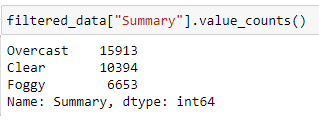 filtered_data["Summary"].value_counts()
Overcast    15913
Clear       10394
Foggy        6653
Name: Summary, dtype: int64